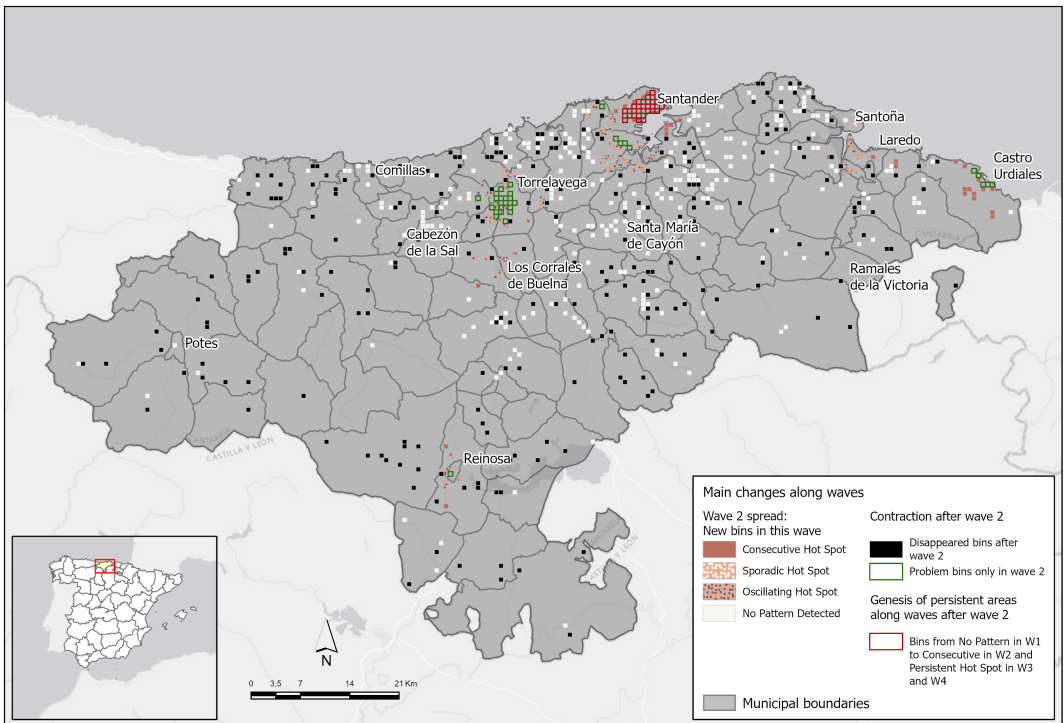 Santander
Santoña
Laredo
Castro
Urdiales
Comillas
Torrelavega
CANTABRIA
Cabezón
de la Sal
Santa María
de Cayón
Los Corrales
de Buelna
Ramales
de la Victoria
Potes
CANTABRIA
CASTILLA Y LEÓN
Reinosa
CANTABRIA
CASTILLA Y LEÓN
N
0 3,5 7 14 21 Km
Main changes along waves
Wave 2 spread:
New bins in this wave
Consecutive Hot Spot
Sporadic Hot Spot
Oscillating Hot Spot
No Pattern Detected
Contraction after wave 2
Disappeared bins after
wave 2
Problem bins only in wave 2
Genesis of persistent areas
along waves after wave 2
Bins from No Pattern in W1
to Consecutive in W2 and
Persistent Hot Spot in W3
and W4
Municipal boundaries